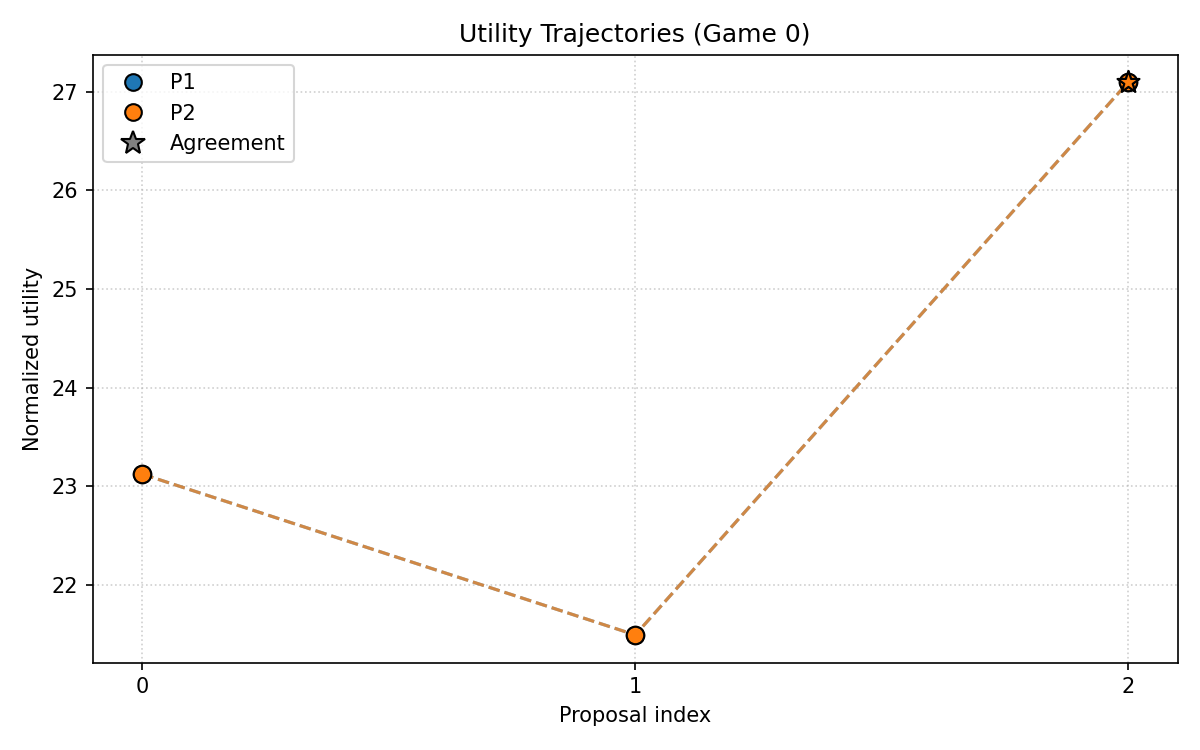 Utility Trajectories (Game 0)
P1
P2
Agreement
Normalized utility
27
26
25
24
23
22
0
1
2
Proposal index